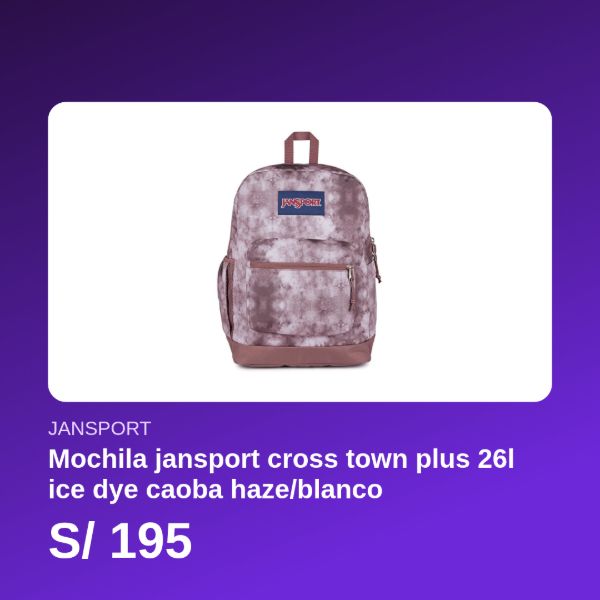 JANSPORT
JANSPORT
Mochila jansport cross town plus 26l
ice dye caoba haze/blanco
S/ 195